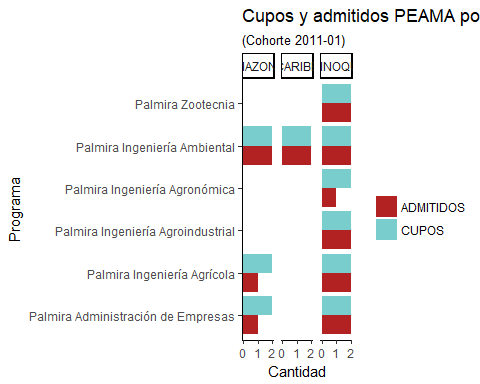 Cupos y admitidos PEAMA po
(Cohorte 2011-01)
MAZON CARIB INOQ
Palmira Zootecnia
Palmira Ingeniería Ambiental
Palmira Ingeniería Agronómica
Palmira Ingeniería Agroindustrial
Palmira Ingeniería Agrícola
Palmira Administración de Empresas
Programa
ADMITIDOS
CUPOS
0 1 2 0 1 2 0 1 2
Cantidad